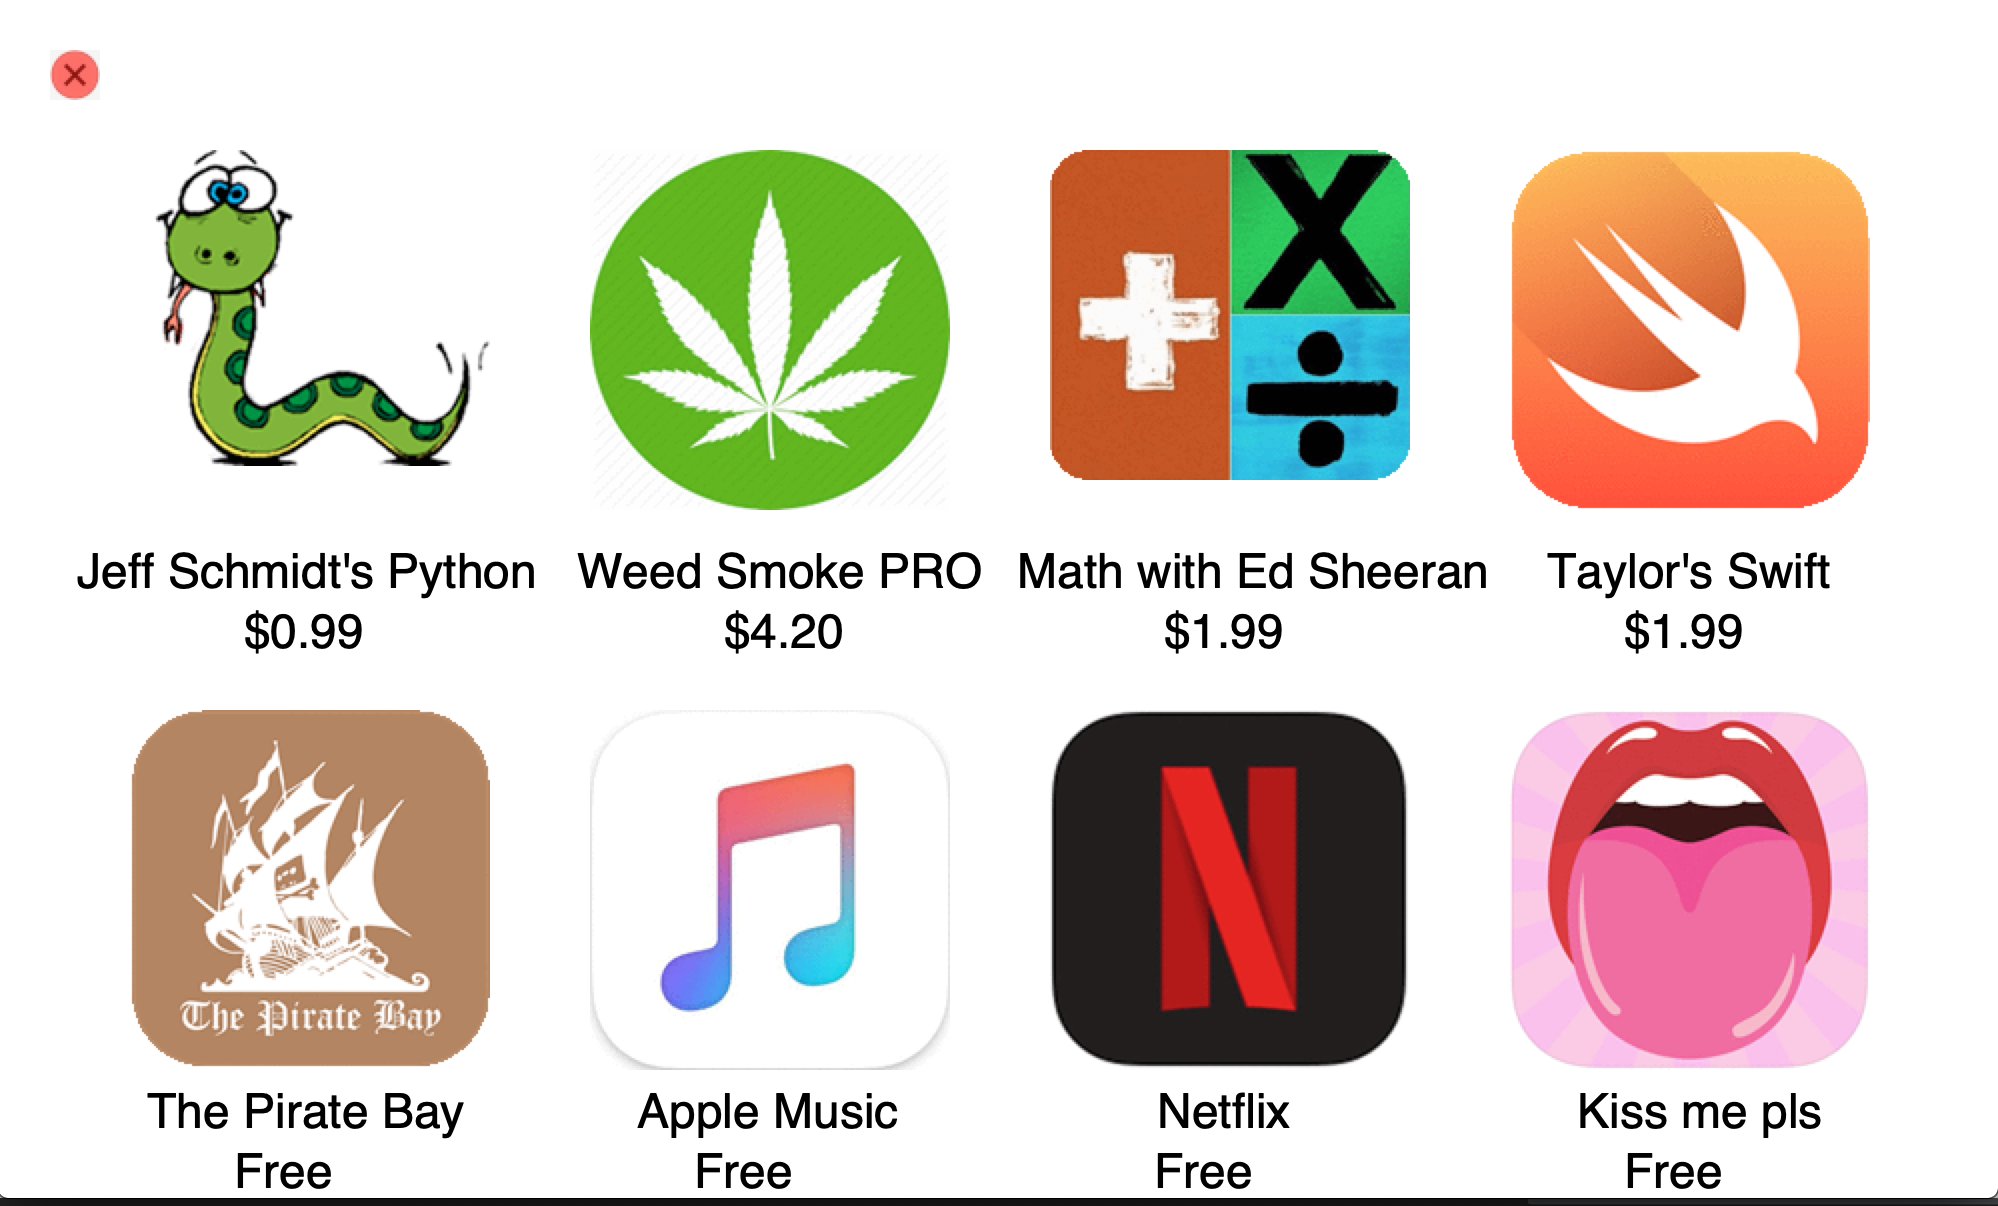 Jeff Schmidt's Python
$0.99
Weed Smoke PRO
$4.20
Math with Ed Sheeran
$1.99
Taylor's Swift
$1.99
The Pirate Bay
The Pirate Bay
Free
Apple Music
Free
Netflix
Free
Kiss me pls
Free